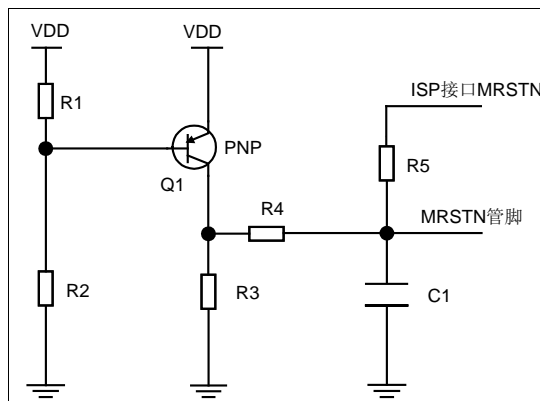 VDD
VDD
R1
ISP接口MRSTN
PNP
Q1
R5
R4
MRSTN管脚
R2
R3
C1